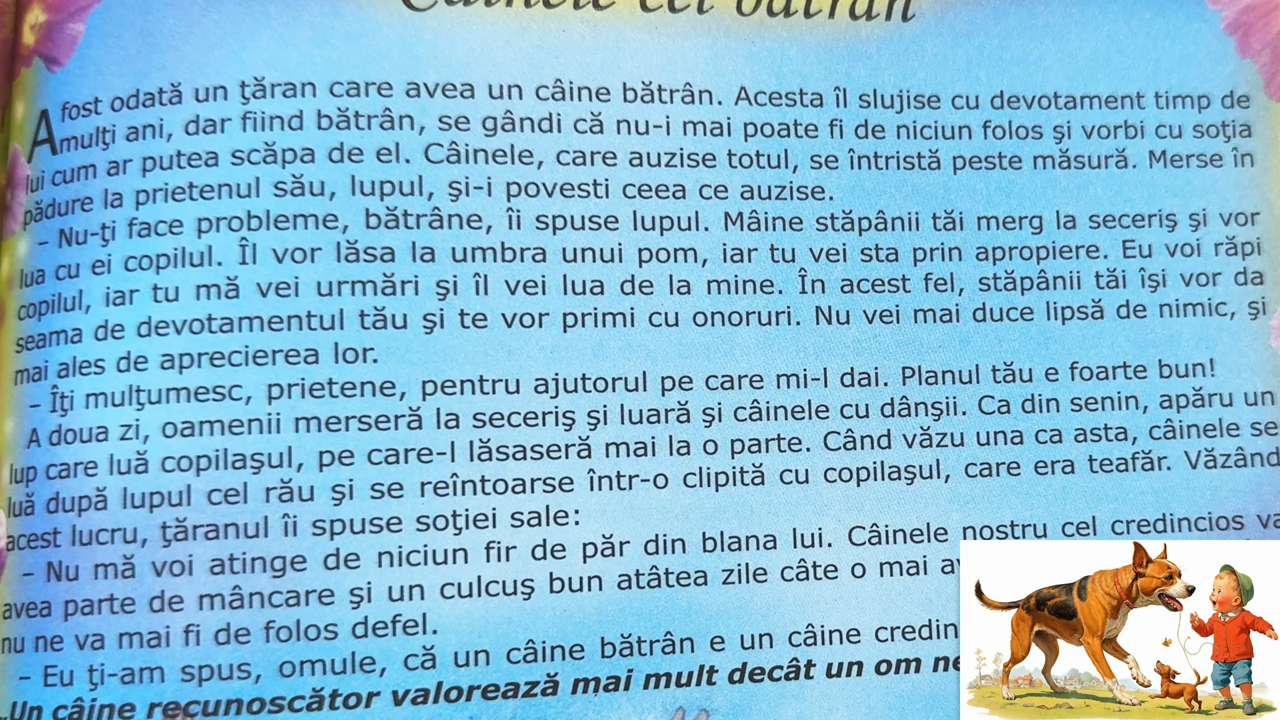 Câinele cel bătrân
A fost odată un ţăran care avea un câine bătrân. Acesta îl slujise cu devotament timp de
mulţi ani, dar fiind bătrân, se gândi că nu-i mai poate fi de niciun folos şi vorbi cu soţia
lui cum ar putea scăpa de el. Câinele, care auzise totul, se întristă peste măsură. Merse în
pădure la prietenul său, lupul, şi-i povesti ceea ce auzise.
– Nu-ţi face probleme, bătrâne, îi spuse lupul. Mâine stăpânii tăi merg la seceriş şi vor
lua cu ei copilul. Îl vor lăsa la umbra unui pom, iar tu vei sta prin apropiere. Eu voi răpi
copilul, iar tu mă vei urmări şi îl vei lua de la mine. În acest fel, stăpânii tăi îşi vor da
seama de devotamentul tău şi te vor primi cu onoruri. Nu vei mai duce lipsă de nimic, şi
mai ales de aprecierea lor.
– Îţi mulţumesc, prietene, pentru ajutorul pe care mi-l dai. Planul tău e foarte bun!
A doua zi, oamenii merseră la seceriş şi luară şi câinele cu dânşii. Ca din senin, apăru un
lup care luă copilaşul, pe care-l lăsaseră mai la o parte. Când văzu una ca asta, câinele se
luă după lupul cel rău şi se reîntoarse într-o clipită cu copilaşul, care era teafăr. Văzând
acest lucru, ţăranul îi spuse soţiei sale:
– Nu mă voi atinge de niciun fir de păr din blana lui. Câinele nostru cel credincios va
avea parte de mâncare şi un culcuş bun atâtea zile câte o mai
nu ne va mai fi de folos defel.
– Eu ţi-am spus, omule, că un câine bătrân e un câine
„Un câine recunoscător valorează mai mult decât un om